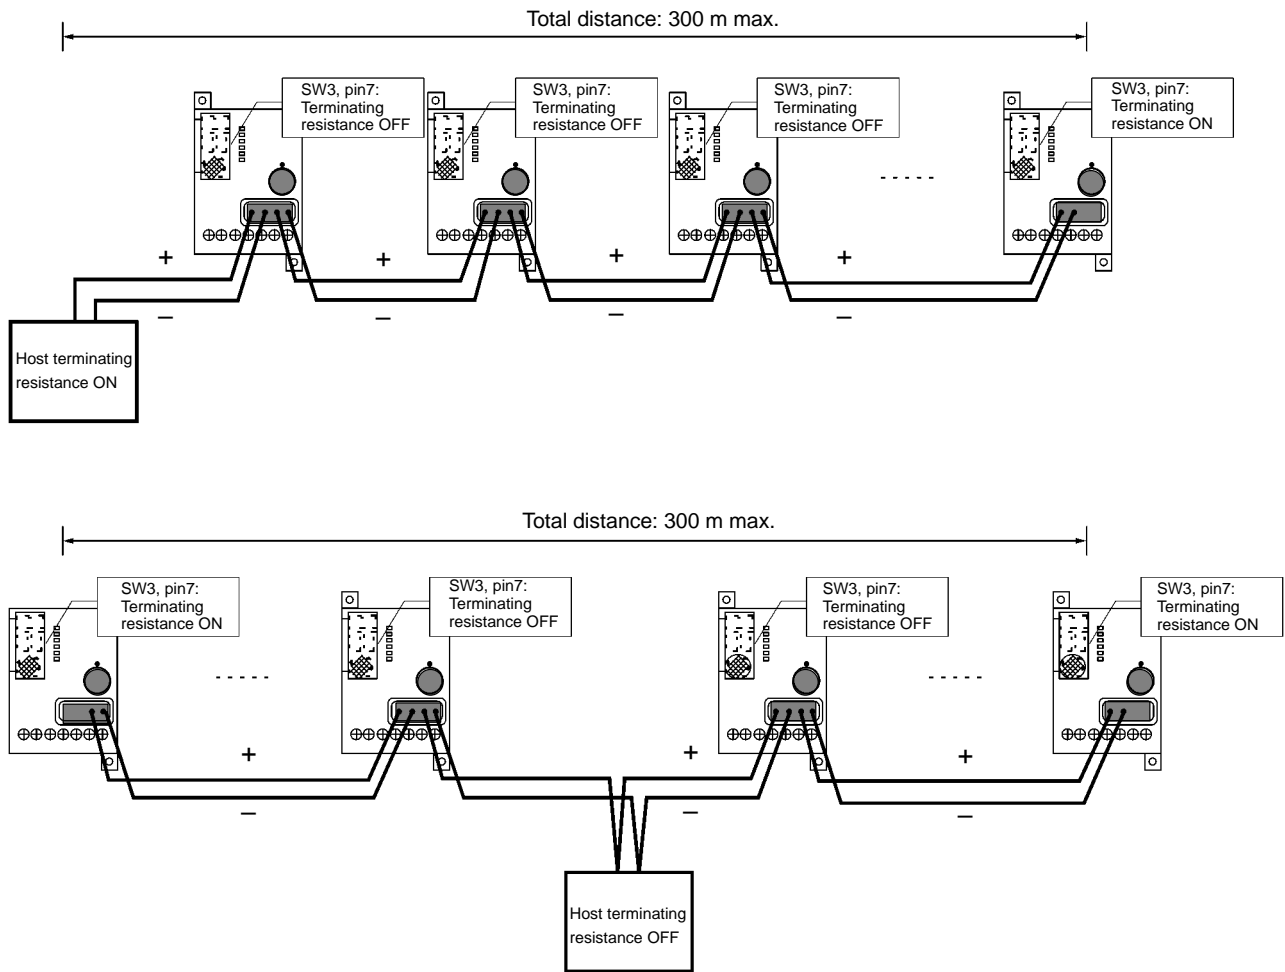 Total distance: 300 m max.
SW3, pin7:
Terminating
resistance OFF
SW3, pin7:
Terminating
resistance OFF
SW3, pin7:
Terminating
resistance OFF
SW3, pin7:
Terminating
resistance ON
- - - - -
+
+
+
+
–
–
–
–
Host terminating
resistance ON
Total distance: 300 m max.
SW3, pin7:
Terminating
resistance ON
SW3, pin7:
Terminating
resistance OFF
SW3, pin7:
Terminating
resistance OFF
SW3, pin7:
Terminating
resistance ON
- - - - -
- - - - -
+
+
+
–
–
–
Host terminating
resistance OFF